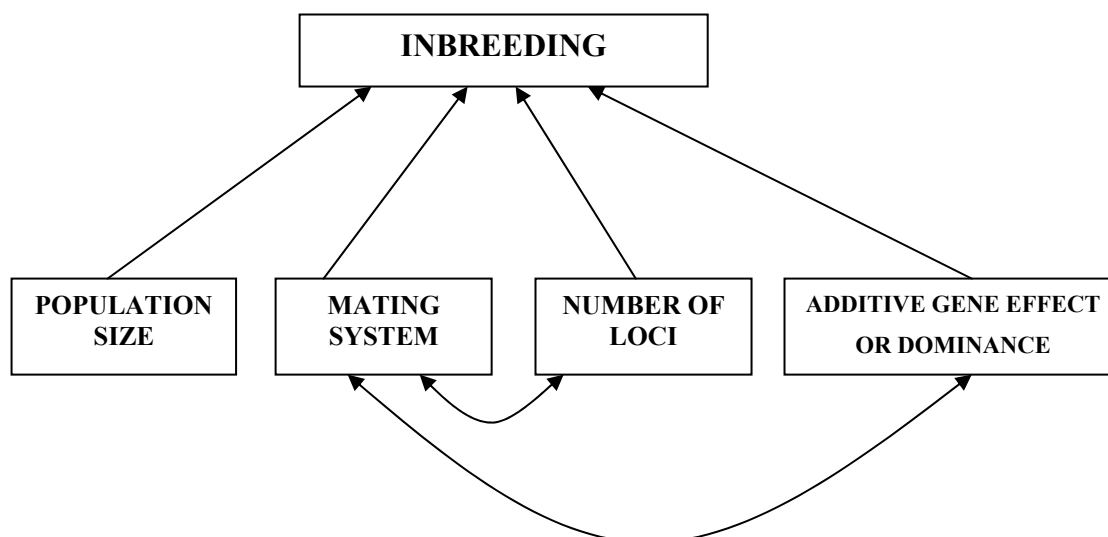 INBREEDING
POPULATION
SIZE
MATING
SYSTEM
NUMBER OF
LOCI
ADDITIVE GENE EFFECT
OR DOMINANCE